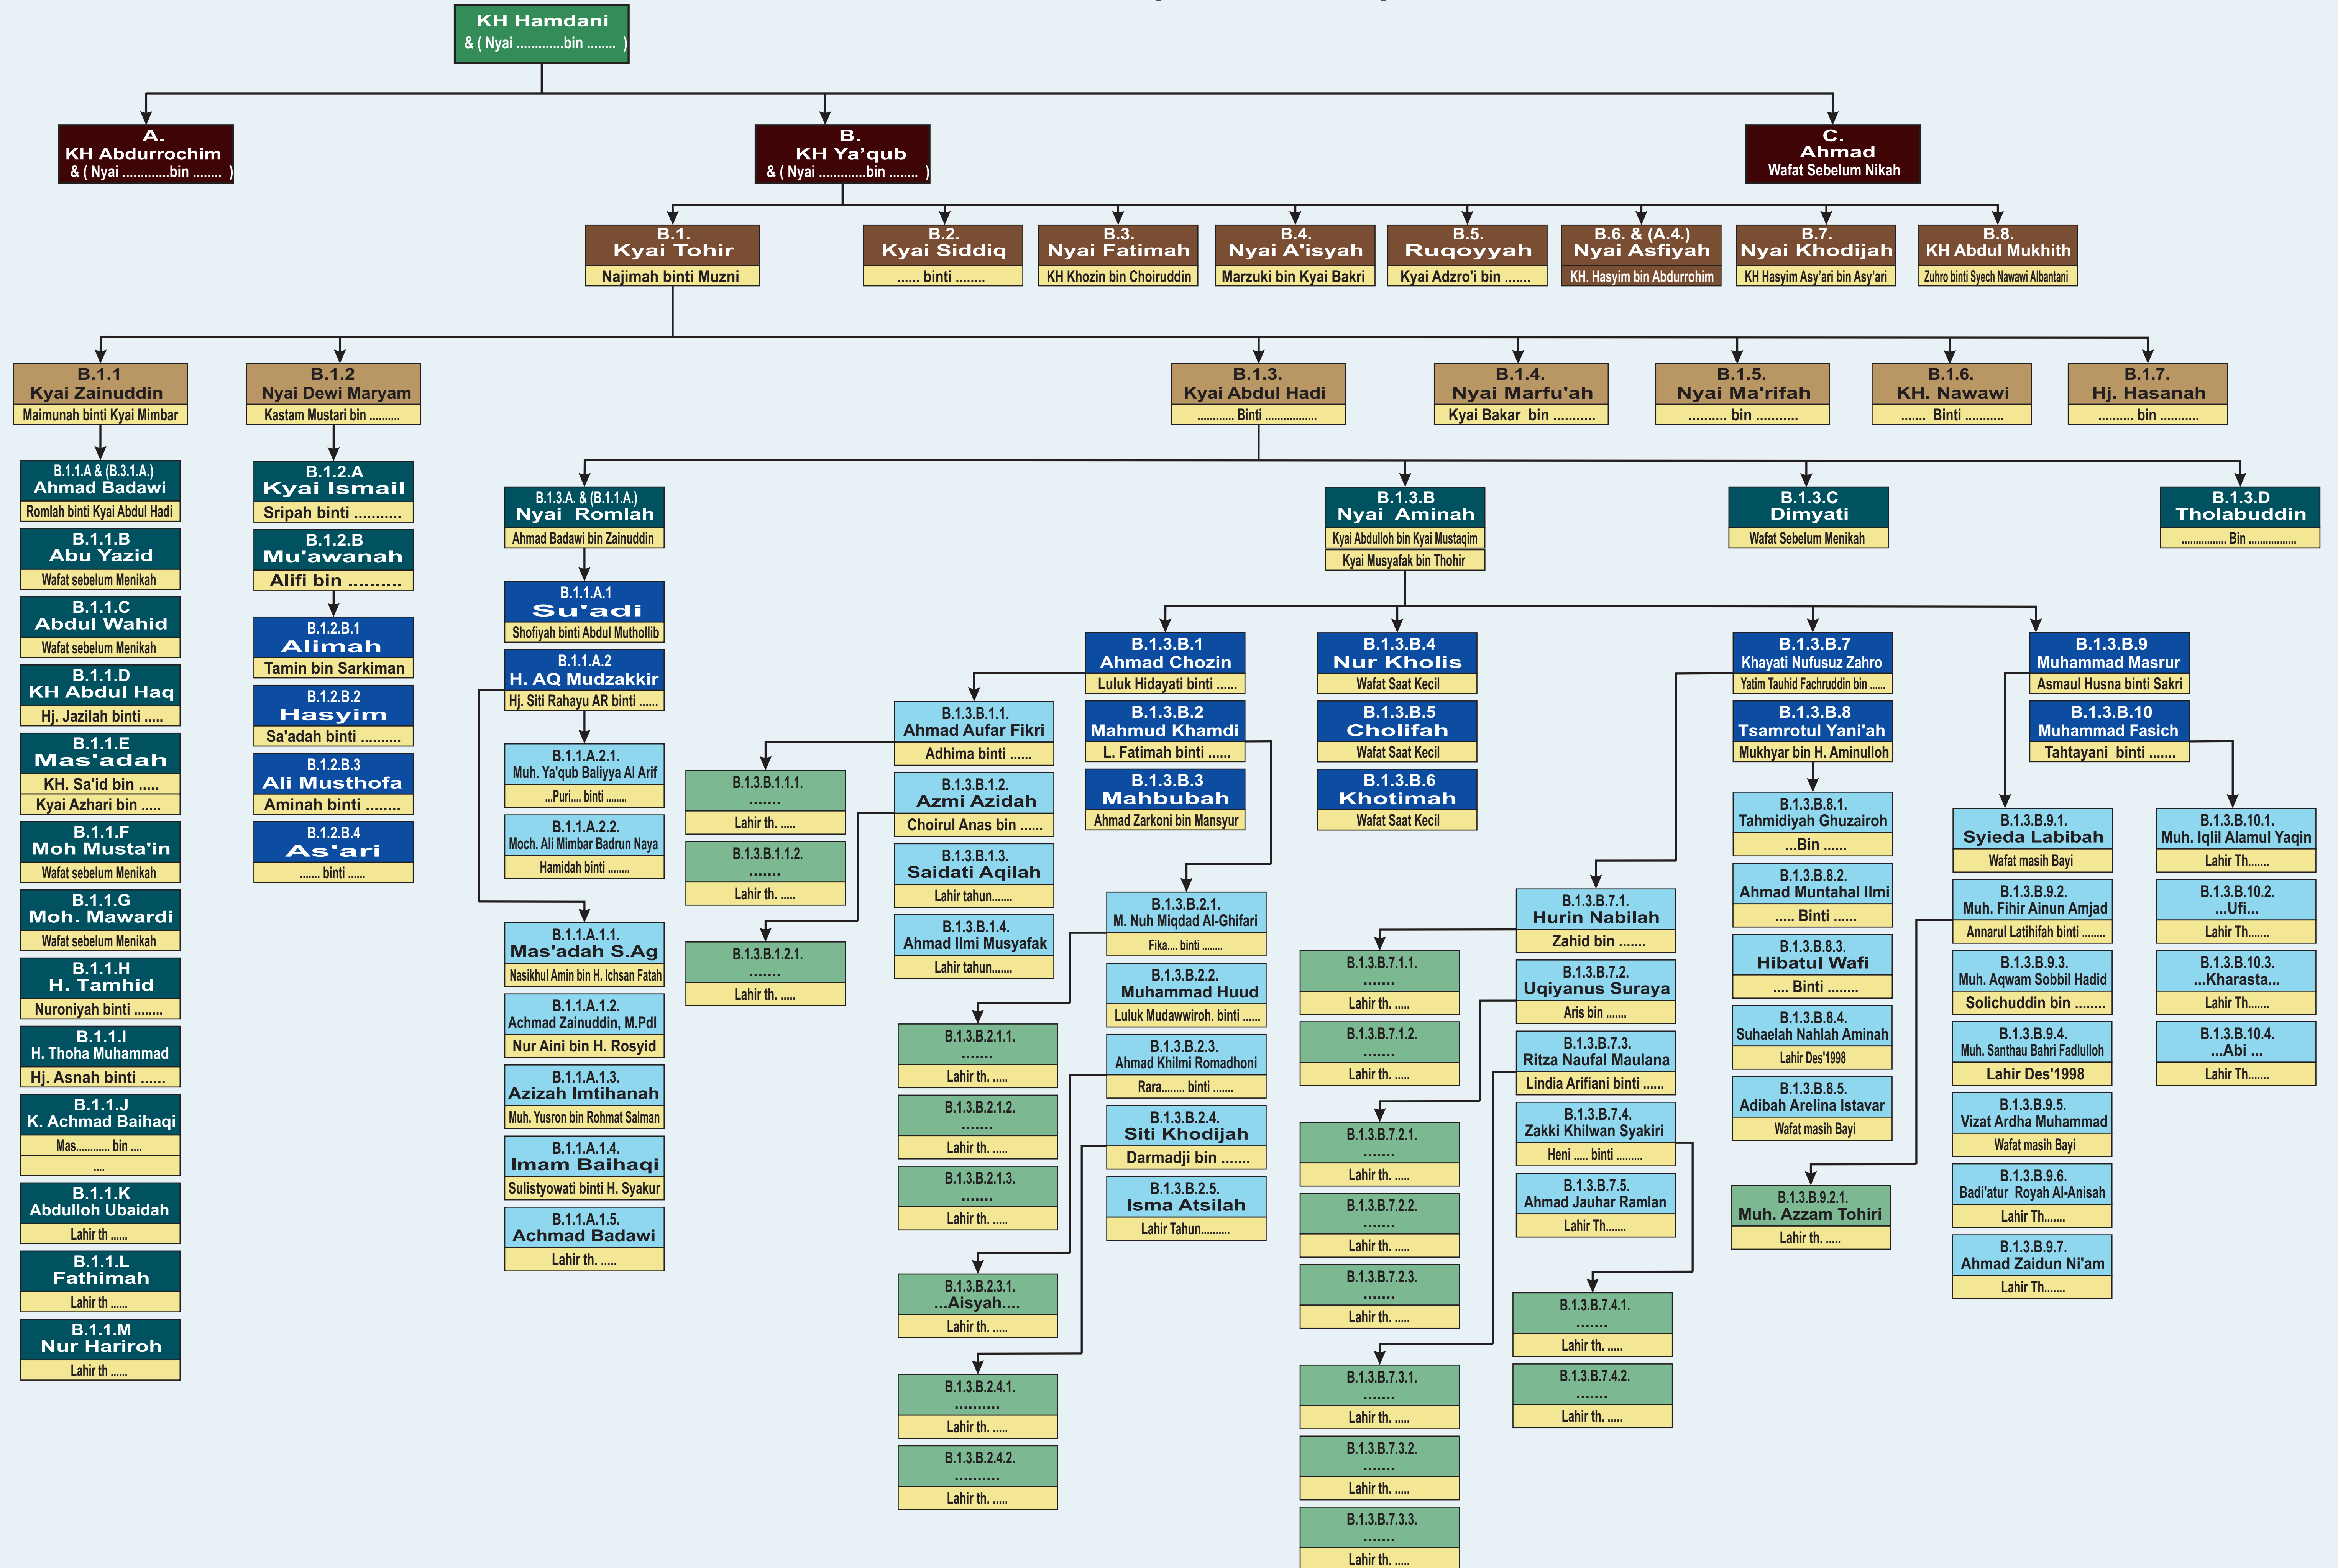 KH Hamdani
& ( Nyai .............bin ........ )
A.
KH Abdurrochim
& ( Nyai .............bin ........ )
B.
KH Ya'qub
& ( Nyai .............bin ........ )
C.
Ahmad
Wafat Sebelum Nikah
B.1.
Kyai Tohir
Najimah binti Muzni
B.2.
Kyai Siddiq
...... binti ........
B.3.
Nyai Fatimah
KH Khozin bin Choiruddin
B.4.
Nyai A'isyah
Marzuki bin Kyai Bakri
B.5.
Ruqoyyah
Kyai Adzro'i bin .......
B.6. & (A.4.)
Nyai Asfiyah
KH. Hasyim bin Abdurrohim
B.7.
Nyai Khodijah
KH Hasyim Asy'ari bin Asy'ari
B.8.
KH Abdul Mukhith
Zuhro binti Syech Nawawi Albantani
B.1.1
Kyai Zainuddin
Maimunah binti Kyai Mimbar
B.1.2
Nyai Dewi Maryam
Kastam Mustari bin ..........
B.1.3.
Kyai Abdul Hadi
............ Binti ................
B.1.4.
Nyai Marfu'ah
Kyai Bakar bin ...........
B.1.5.
Nyai Ma'rifah
.......... bin ...........
B.1.6.
KH. Nawawi
....... Binti ...........
B.1.7.
Hj. Hasanah
.......... bin ...........
B.1.1.A & (B.3.1.A.)
Ahmad Badawi
Romlah binti Kyai Abdul Hadi
B.1.1.B
Abu Yazid
Wafat sebelum Menikah
B.1.1.C
Abdul Wahid
Wafat sebelum Menikah
B.1.1.D
KH Abdul Haq
Hj. Jazilah binti .....
B.1.1.E
Mas'adah
KH. Sa'id bin .....
Kyai Azhari bin .....
B.1.1.F
Moh Musta'in
Wafat sebelum Menikah
B.1.1.G
Moh. Mawardi
Wafat sebelum Menikah
B.1.1.H
H. Tamhid
Nuroniyah binti ........
B.1.1.I
H. Thoha Muhammad
Hj. Asnah binti ......
B.1.1.J
K. Achmad Baihaqi
Mas............ bin ....
....
B.1.1.K
Abdulloh Ubaidah
Lahir th ......
B.1.1.L
Fathimah
Lahir th ......
B.1.1.M
Nur Hariroh
Lahir th ......
B.1.2.A
Kyai Ismail
Sripah binti ...........
B.1.2.B
Mu'awanah
Alifi bin ..........
B.1.2.B.1
Alimah
Tamin bin Sarkiman
B.1.2.B.2
Hasyim
Sa'adah binti ..........
B.1.2.B.3
Ali Musthofa
Aminah binti ........
B.1.2.B.4
As'ari
....... binti ......
B.1.3.A. & (B.1.1.A.)
Nyai Romlah
Ahmad Badawi bin Zainuddin
B.1.1.A.1
Su'adi
Shofiyah binti Abdul Muthollib
B.1.1.A.2
H. AQ Mudzakkir
Hj. Siti Rahayu AR binti ......
B.1.1.A.2.1.
Muh. Ya'qub Baliyya Al Arif
...Puri.... binti ........
B.1.1.A.2.2.
Moch. Ali Mimbar Badrun Naya
Hamidah binti ........
B.1.1.A.1.1.
Mas'adah S.Ag
Nasikhul Amin bin H. Ichsan Fatah
B.1.1.A.1.2.
Achmad Zainuddin, M.PdI
Nur Aini bin H. Rosyid
B.1.1.A.1.3.
Azizah Imtihanah
Muh. Yusron bin Rohmat Salman
B.1.1.A.1.4.
Imam Baihaqi
Sulistyowati binti H. Syakur
B.1.1.A.1.5.
Achmad Badawi
Lahir th. .....
B.1.3.B
Nyai Aminah
Kyai Abdulloh bin Kyai Mustaqim
Kyai Musyafak bin Thohir
B.1.3.C
Dimyati
Wafat Sebelum Menikah
B.1.3.D
Tholabuddin
................ Bin .................
B.1.3.B.1
Ahmad Chozin
Luluk Hidayati binti ......
B.1.3.B.2
Mahmud Khamdi
L. Fatimah binti ......
B.1.3.B.3
Mahbubah
Ahmad Zarkoni bin Mansyur
B.1.3.B.4
Nur Kholis
Wafat Saat Kecil
B.1.3.B.5
Cholifah
Wafat Saat Kecil
B.1.3.B.6
Khotimah
Wafat Saat Kecil
B.1.3.B.7
Khayati Nufusuz Zahro
Yatim Tauhid Fachruddin bin ......
B.1.3.B.8
Tsamrotul Yani'ah
Mukhyar bin H. Aminulloh
B.1.3.B.9
Muhammad Masrur
Asmaul Husna binti Sakri
B.1.3.B.10
Muhammad Fasich
Tahtayani binti .......
B.1.3.B.1.1.
Ahmad Aufar Fikri
Adhima binti ......
B.1.3.B.1.2.
Azmi Azidah
Choirul Anas bin ......
B.1.3.B.1.3.
Saidati Aqilah
Lahir tahun.......
B.1.3.B.1.4.
Ahmad Ilmi Musyafak
Lahir tahun.......
B.1.3.B.1.1.1.
.......
Lahir th. .....
B.1.3.B.1.1.2.
.......
Lahir th. .....
B.1.3.B.1.2.1.
.......
Lahir th. .....
B.1.3.B.2.1.
M. Nuh Miqdad Al-Ghifari
Fika.... binti ........
B.1.3.B.2.2.
Muhammad Huud
Luluk Mudawwiroh. binti ......
B.1.3.B.2.3.
Ahmad Khilmi Romadhoni
Rara........ binti .......
B.1.3.B.2.4.
Siti Khodijah
Darmadji bin .......
B.1.3.B.2.5.
Isma Atsilah
Lahir Tahun..........
B.1.3.B.2.1.1.
.......
Lahir th. .....
B.1.3.B.2.1.2.
.......
Lahir th. .....
B.1.3.B.2.1.3.
.......
Lahir th. .....
B.1.3.B.2.3.1.
...Aisyah....
Lahir th. .....
B.1.3.B.2.4.1.
..........
Lahir th. .....
B.1.3.B.2.4.2.
..........
Lahir th. .....
B.1.3.B.7.1.
Hurin Nabilah
Zahid bin .......
B.1.3.B.7.2.
Uqiyanus Suraya
Aris bin .......
B.1.3.B.7.3.
Ritza Naufal Maulana
Lindia Arifiani binti ......
B.1.3.B.7.4.
Zakki Khilwan Syakiri
Heni ..... binti .........
B.1.3.B.7.5.
Ahmad Jauhar Ramlan
Lahir Th.......
B.1.3.B.7.1.1.
.......
Lahir th. .....
B.1.3.B.7.1.2.
.......
Lahir th. .....
B.1.3.B.7.2.1.
.......
Lahir th. .....
B.1.3.B.7.2.2.
.......
Lahir th. .....
B.1.3.B.7.2.3.
.......
Lahir th. .....
B.1.3.B.7.3.1.
.......
Lahir th. .....
B.1.3.B.7.3.2.
.......
Lahir th. .....
B.1.3.B.7.3.3.
.......
Lahir th. .....
B.1.3.B.7.4.1.
.......
Lahir th. .....
B.1.3.B.7.4.2.
.......
Lahir th. .....
B.1.3.B.8.1.
Tahmidiyah Ghuzairoh
...Bin ......
B.1.3.B.8.2.
Ahmad Muntahal Ilmi
..... Binti ......
B.1.3.B.8.3.
Hibatul Wafi
.... Binti ........
B.1.3.B.8.4.
Suhaelah Nahlah Aminah
Lahir Des'1998
B.1.3.B.8.5.
Adibah Arelina Istavar
Wafat masih Bayi
B.1.3.B.9.2.1.
Muh. Azzam Tohiri
Lahir th. .....
B.1.3.B.9.1.
Syieda Labibah
Wafat masih Bayi
B.1.3.B.9.2.
Muh. Fihir Ainun Amjad
Annarul Latihifah binti ........
B.1.3.B.9.3.
Muh. Aqwam Sobbil Hadid
Solichuddin bin ........
B.1.3.B.9.4.
Muh. Santhau Bahri Fadlulloh
Lahir Des'1998
B.1.3.B.9.5.
Vizat Ardha Muhammad
Wafat masih Bayi
B.1.3.B.9.6.
Badi'atur Royah Al-Anisah
Lahir Th.......
B.1.3.B.9.7.
Ahmad Zaidun Ni'am
Lahir Th.......
B.1.3.B.10.1.
Muh. Iqlil Alamul Yaqin
Lahir Th.......
B.1.3.B.10.2.
...Ufi...
Lahir Th.......
B.1.3.B.10.3.
...Kharasta...
Lahir Th.......
B.1.3.B.10.4.
...Abi ...
Lahir Th.......